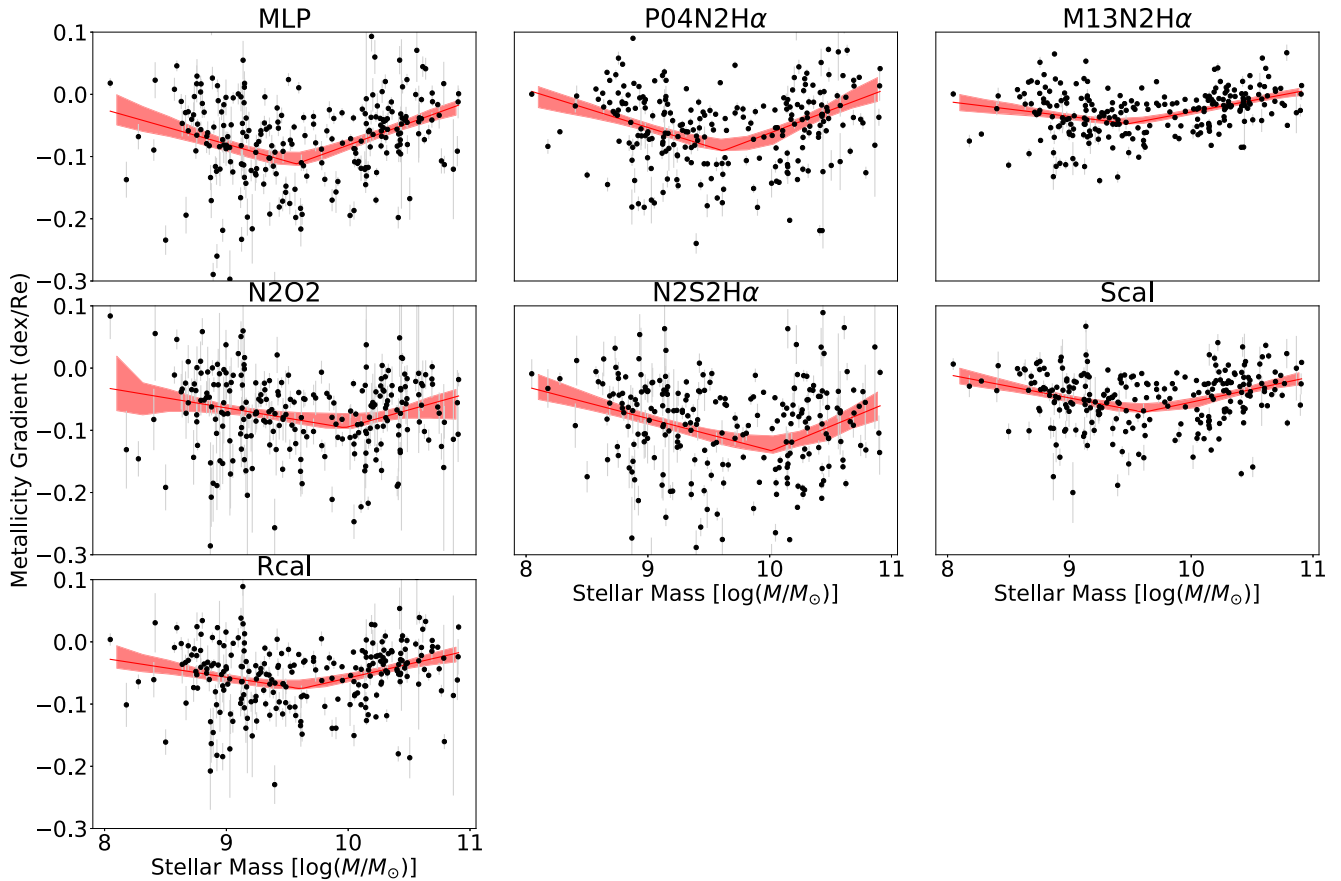 MLP
P04N2Hα
M13N2Hα
0.1
0.0
−0.1
−0.2
−0.3
N2O2
N2S2Hα
Scal
0.1
0.0
−0.1
−0.2
−0.3
Metallicity Gradient (dex/Re)
8 9 10 11
8 9 10 11
Stellar Mass [log(M/M⊙)]
Stellar Mass [log(M/M⊙)]
Rcal
0.1
0.0
−0.1
−0.2
−0.3
8 9 10 11
Stellar Mass [log(M/M⊙)]